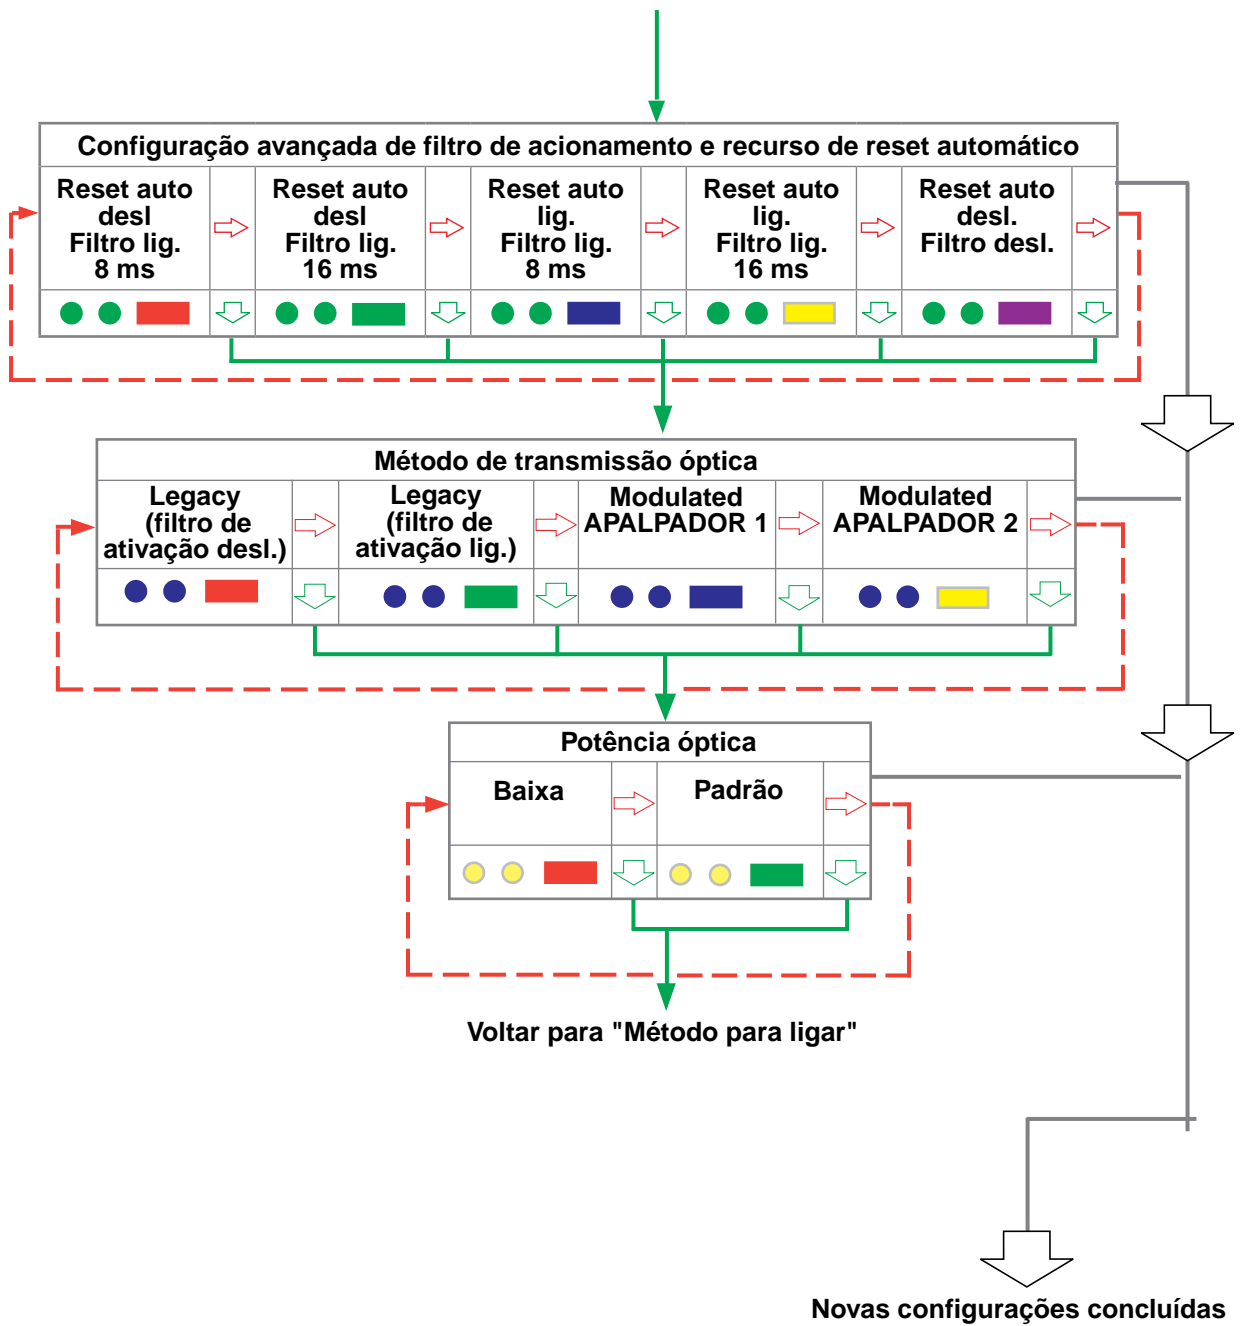 Configuração avançada de filtro de acionamento e recurso de reset automático
Reset auto
desl
Filtro lig.
8 ms
Reset auto
desl
Filtro lig.
16 ms
Reset auto
lig.
Filtro lig.
8 ms
Reset auto
lig.
Filtro lig.
16 ms
Reset auto
desl.
Filtro desl.
Método de transmissão óptica
Legacy
(filtro de
ativação desl.)
Legacy
(filtro de
ativação lig.)
Modulated
APALPADOR 1
Modulated
APALPADOR 2
Potência óptica
Baixa
Padrão
Voltar para "Método para ligar"
Novas configurações concluídas